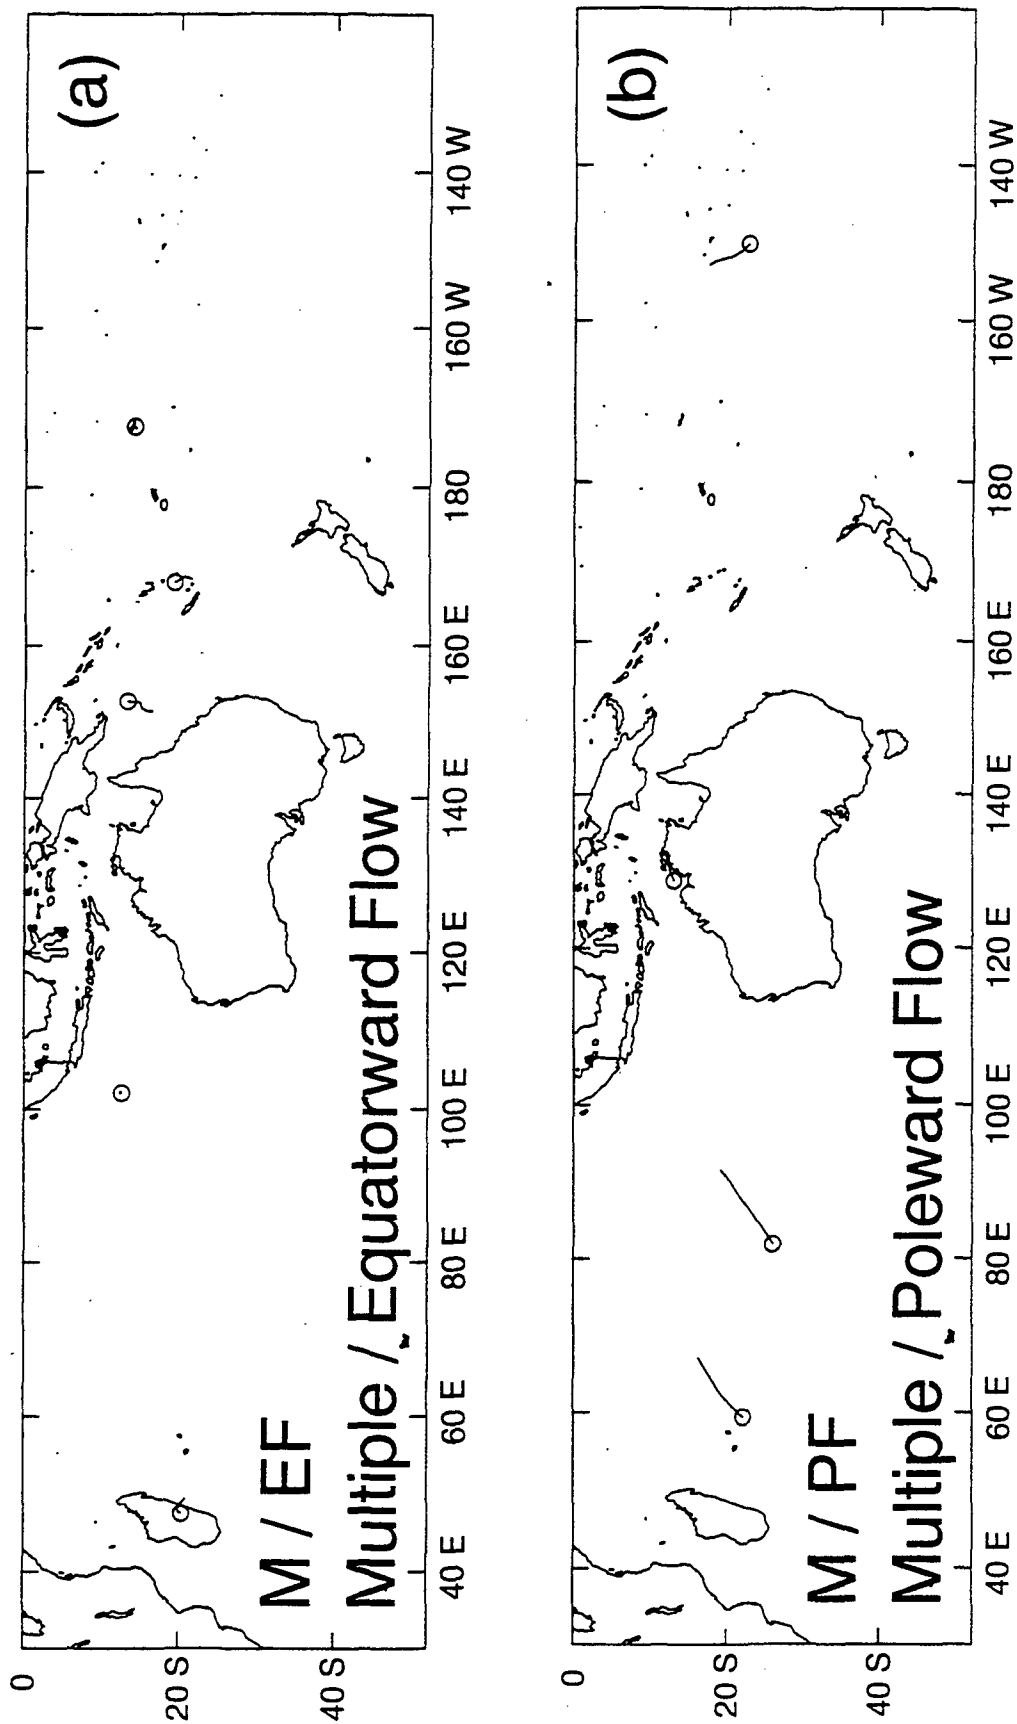 (a)
0
20 S
40 S
M / EF
Multiple / Equatorward Flow
40 E
60 E
80 E
100 E
120 E
140 E
160 E
180
160 W
140 W
(b)
0
20 S
40 S
M / PF
Multiple / Poleward Flow
40 E
60 E
80 E
100 E
120 E
140 E
160 E
180
160 W
140 W